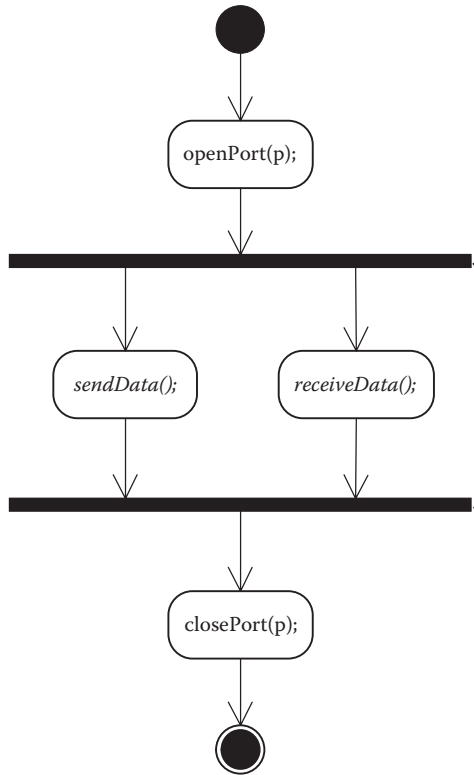 openPort(p);
sendData();
receiveData();
closePort(p);